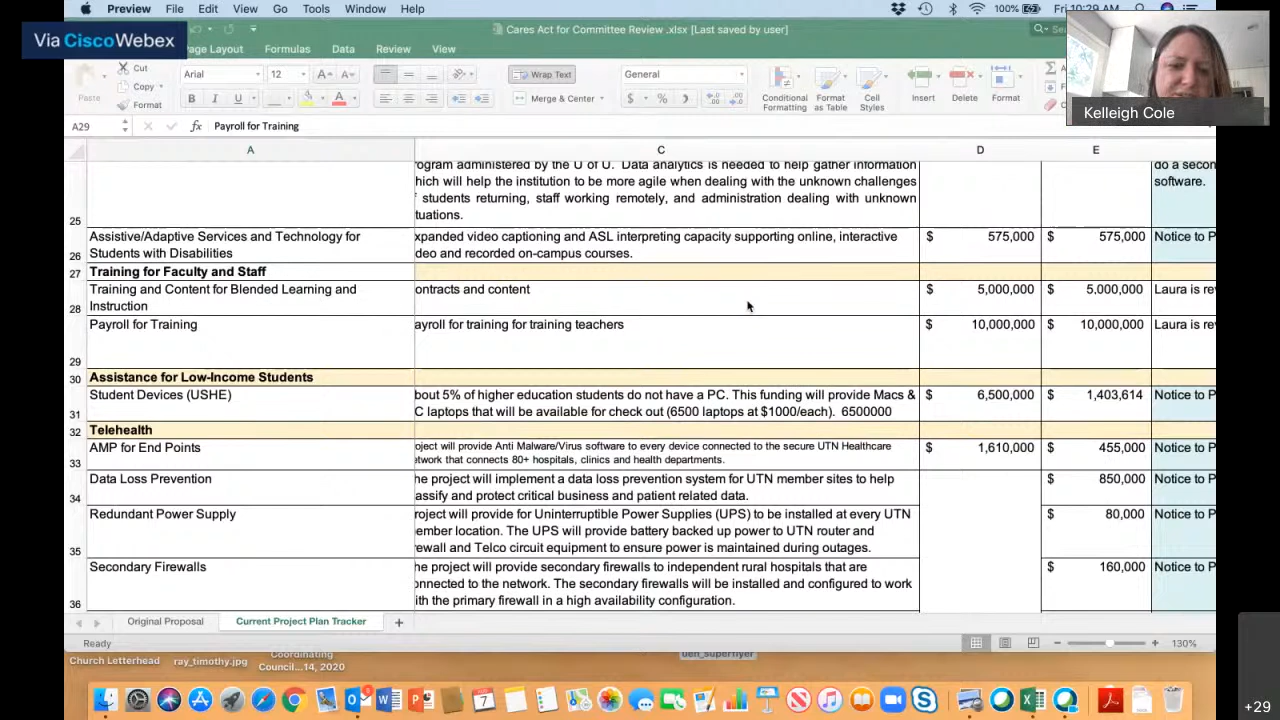 Preview File Edit View Go Tools Window Help
100%
Fri 10:29 AM
Via Cisco Webex
Cares Act for Committee Review .xlsx [Last saved by user]
Page Layout Formulas Data Review View
Paste
Cut
Copy
Format
Arial 12
B I U
Wrap Text
Merge & Center
General
Conditional Formatting
Format as Table
Cell Styles
Insert Delete Format
Kelleigh Cole
A29 fx Payroll for Training
A C D E
25 ogram administered by the U of U. Data analytics is needed to help gather information
hich will help the institution to be more agile when dealing with the unknown challenges
students returning, staff working remotely, and administration dealing with unknown
tuations.
do a secon
software.
26 Assistive/Adaptive Services and Technology for
Students with Disabilities
xpanded video captioning and ASL interpreting capacity supporting online, interactive
deo and recorded on-campus courses.
$ 575,000 $ 575,000 Notice to P
27 Training for Faculty and Staff
28 Training and Content for Blended Learning and
Instruction
ontracts and content
$ 5,000,000 $ 5,000,000 Laura is re
29 Payroll for Training
ayroll for training for training teachers
$ 10,000,000 $ 10,000,000 Laura is re
30 Assistance for Low-Income Students
31 Student Devices (USHE)
bout 5% of higher education students do not have a PC. This funding will provide Macs &
C laptops that will be available for check out (6500 laptops at $1000/each). 6500000
$ 6,500,000 $ 1,403,614 Notice to P
32 Telehealth
33 AMP for End Points
oject will provide Anti Malware/Virus software to every device connected to the secure UTN Healthcare
twork that connects 80+ hospitals, clinics and health departments.
$ 1,610,000 $ 455,000 Notice to P
34 Data Loss Prevention
he project will implement a data loss prevention system for UTN member sites to help
assify and protect critical business and patient related data.
$ 850,000 Notice to P
35 Redundant Power Supply
roject will provide for Uninterruptible Power Supplies (UPS) to be installed at every UTN
ember location. The UPS will provide battery backed up power to UTN router and
ewall and Telco circuit equipment to ensure power is maintained during outages.
$ 80,000 Notice to P
36 Secondary Firewalls
he project will provide secondary firewalls to independent rural hospitals that are
onnected to the network. The secondary firewalls will be installed and configured to work
ith the primary firewall in a high availability configuration.
$ 160,000 Notice to P
Original Proposal Current Project Plan Tracker +
Ready
130%
Church Letterhead
ray_timothy.jpg
Coordinating
Council...14, 2020
uen_superflyer
+29